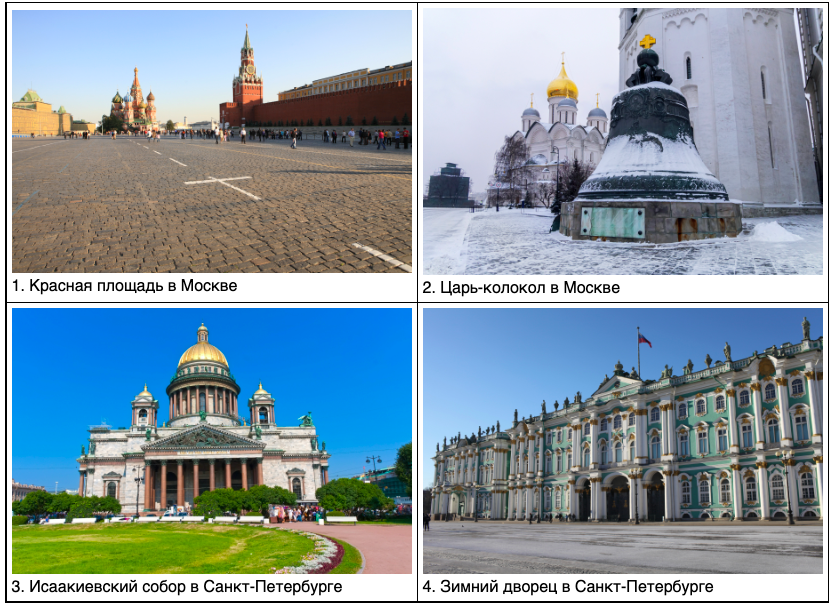 1. Красная площадь в Москве
2. Царь-колокол в Москве
3. Исаакиевский собор в Санкт-Петербурге
4. Зимний дворец в Санкт-Петербурге